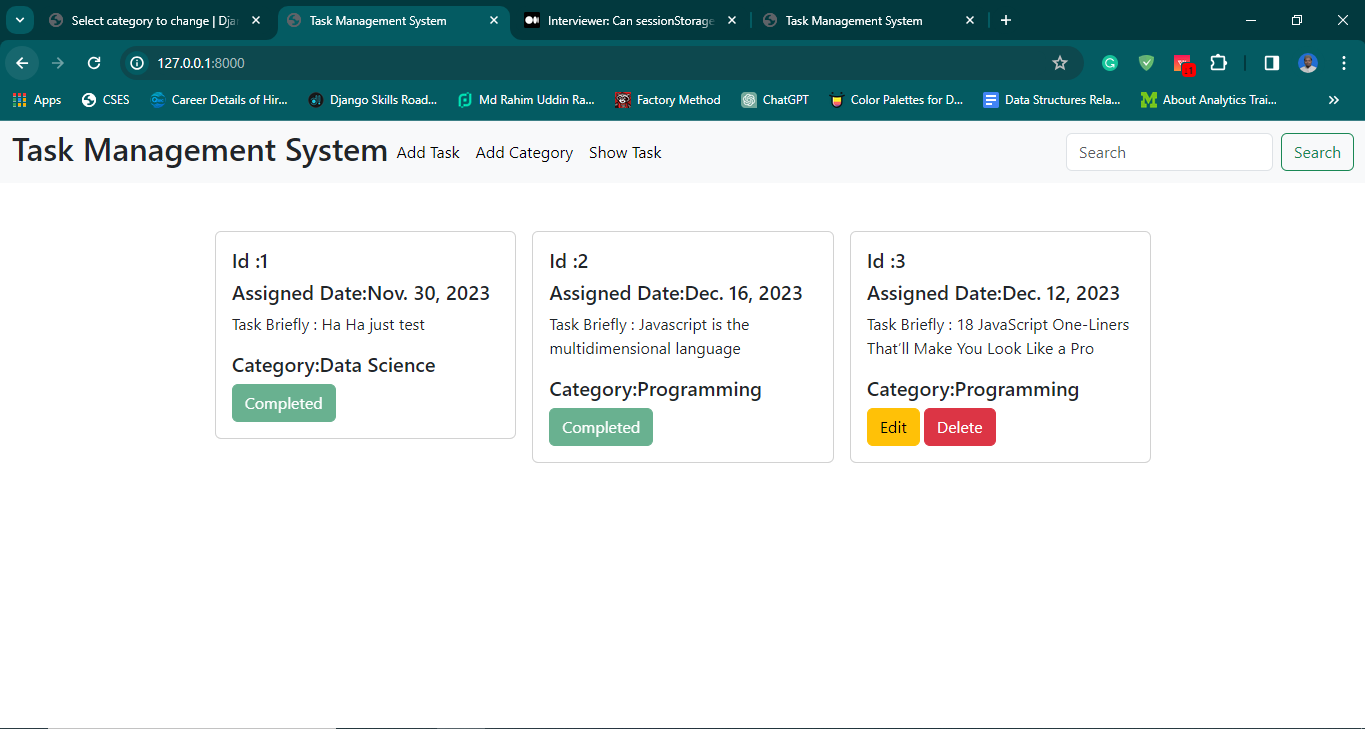 Select category to change | Dja
Task Management System
Interviewer: Can sessionStorage
Task Management System
127.0.0.1:8000
Apps
CSES
Career Details of Hir...
Django Skills Road...
Md Rahim Uddin Ra...
Factory Method
ChatGPT
Color Palettes for D...
Data Structures Rela...
About Analytics Trai...
Task Management System
Add Task
Add Category
Show Task
Search
Search
Id :1
Assigned Date:Nov. 30, 2023
Task Briefly : Ha Ha just test
Category:Data Science
Completed
Id :2
Assigned Date:Dec. 16, 2023
Task Briefly : Javascript is the
multidimensional language
Category:Programming
Completed
Id :3
Assigned Date:Dec. 12, 2023
Task Briefly : 18 JavaScript One-Liners
That'll Make You Look Like a Pro
Category:Programming
Edit
Delete